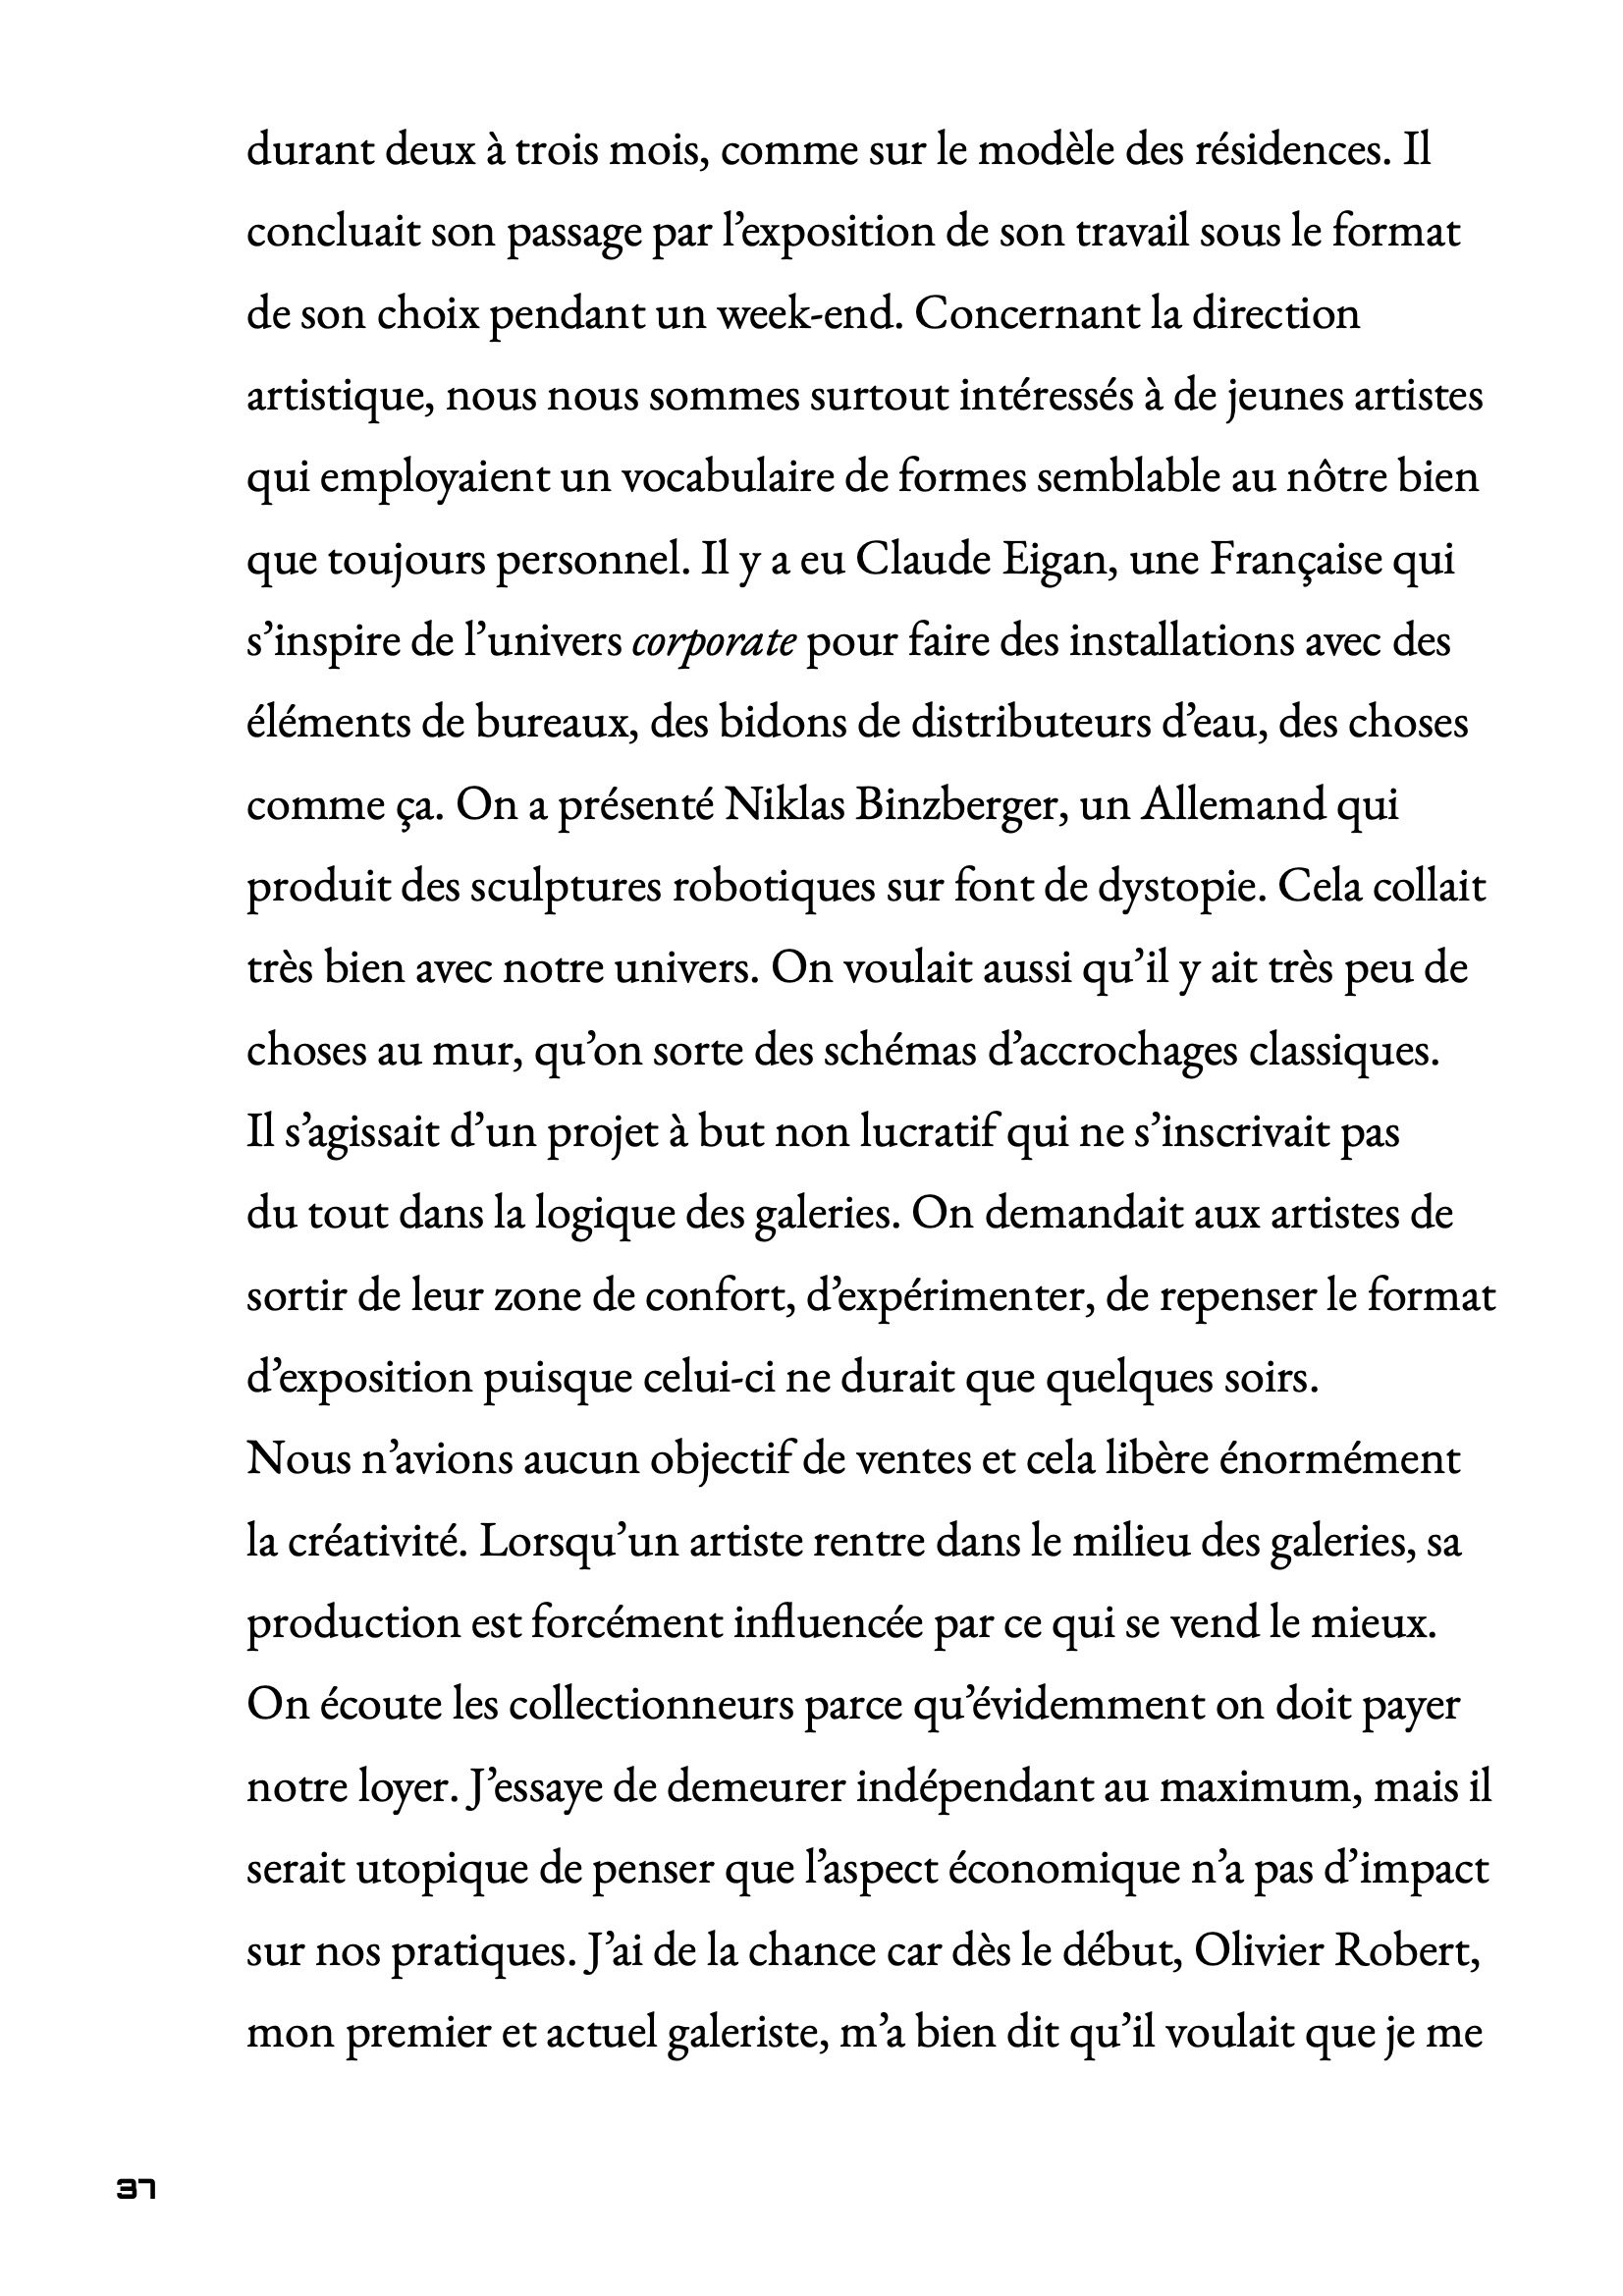 durant deux à trois mois, comme sur le modèle des résidences. Il
concluait son passage par l’exposition de son travail sous le format
de son choix pendant un week-end. Concernant la direction
artistique, nous nous sommes surtout intéressés à de jeunes artistes
qui employaient un vocabulaire de formes semblable au nôtre bien
que toujours personnel. Il y a eu Claude Eigan, une Française qui
s’inspire de l’univers corporate pour faire des installations avec des
éléments de bureaux, des bidons de distributeurs d’eau, des choses
comme ça. On a présenté Niklas Binzberger, un Allemand qui
produit des sculptures robotiques sur font de dystopie. Cela collait
très bien avec notre univers. On voulait aussi qu’il y ait très peu de
choses au mur, qu’on sorte des schémas d’accrochages classiques.
Il s’agissait d’un projet à but non lucratif qui ne s’inscrivait pas
du tout dans la logique des galeries. On demandait aux artistes de
sortir de leur zone de confort, d’expérimenter, de repenser le format
d’exposition puisque celui-ci ne durait que quelques soirs.
Nous n’avions aucun objectif de ventes et cela libère énormément
la créativité. Lorsqu’un artiste rentre dans le milieu des galeries, sa
production est forcément influencée par ce qui se vend le mieux.
On écoute les collectionneurs parce qu’évidemment on doit payer
notre loyer. J’essaye de demeurer indépendant au maximum, mais il
serait utopique de penser que l’aspect économique n’a pas d’impact
sur nos pratiques. J’ai de la chance car dès le début, Olivier Robert,
mon premier et actuel galeriste, m’a bien dit qu’il voulait que je me
37